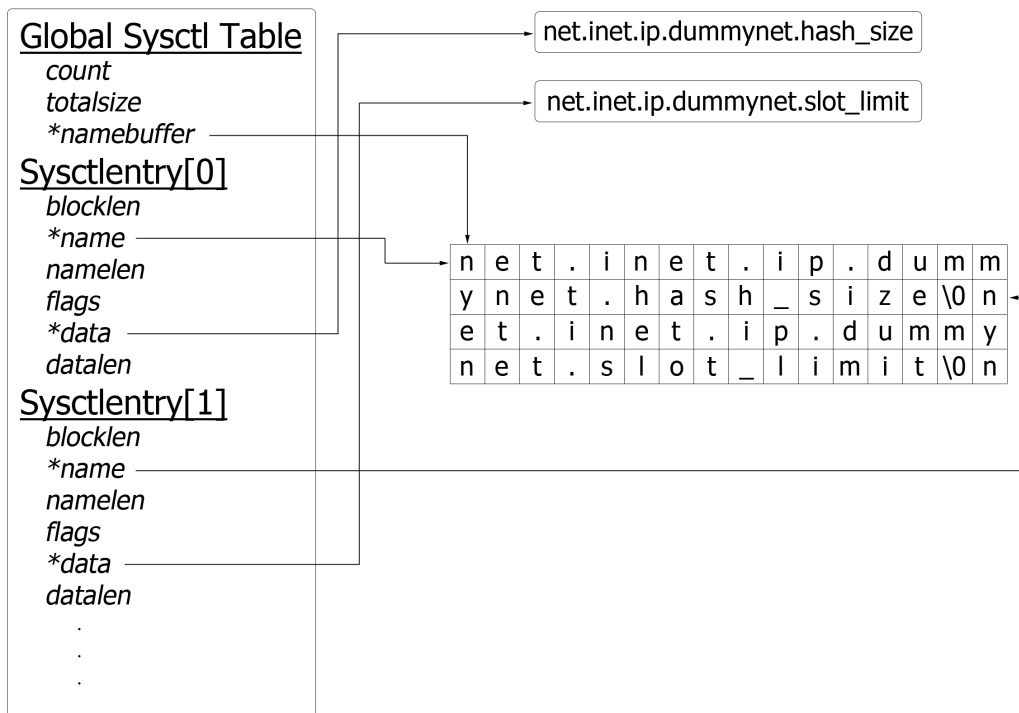 Global Sysctl Table
count
totalsize
*namebuffer
Sysctlentry[0]
blocklen
*name
namelen
flags
*data
datalen
Sysctlentry[1]
blocklen
*name
namelen
flags
*data
datalen
.
.
.
net.inet.ip.dummynet.hash_size
net.inet.ip.dummynet.slot_limit
n e t . i n e t . i p . d u m m
y n e t . h a s h _ s i z e \0 n
e t . i n e t . i p . d u m m y
n e t . s l o t _ l i m i t \0 n